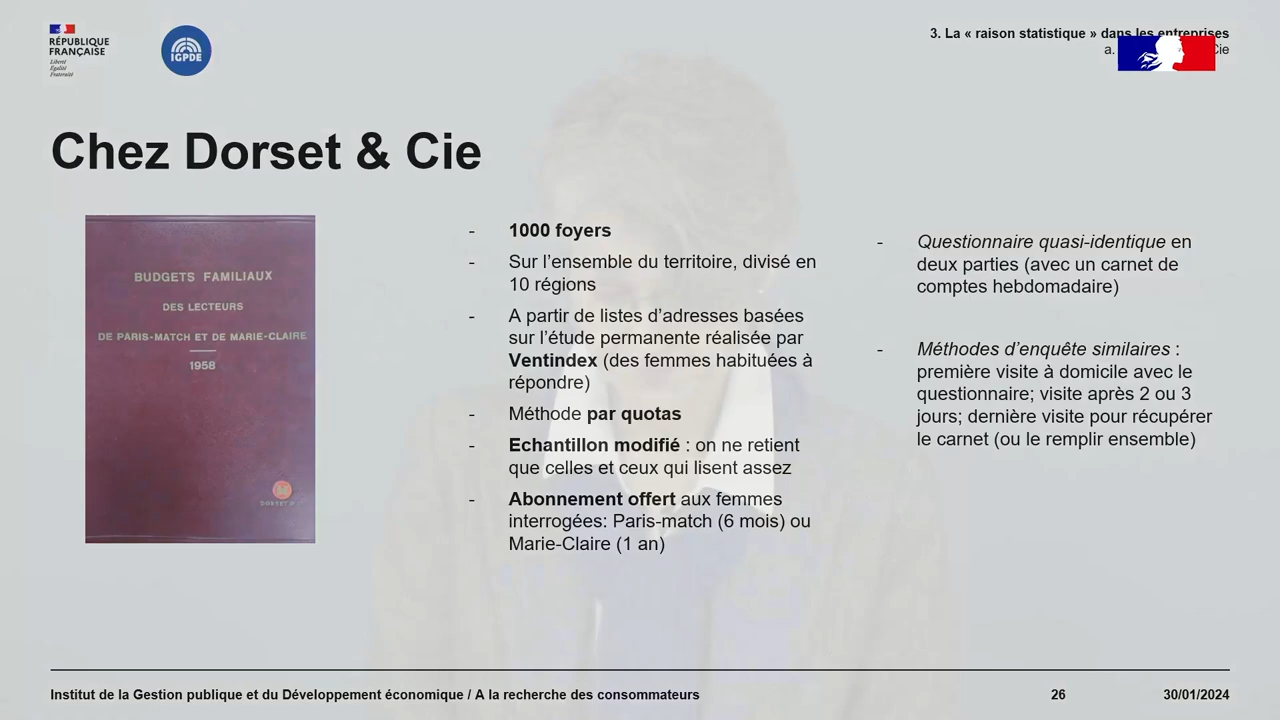 RÉPUBLIQUE
FRANÇAISE
Liberté
Égalité
Fraternité
IGPDE
3. La « raison statistique » dans les entreprises
a.
Cie
Chez Dorset & Cie
BUDGETS FAMILIAUX
DES LECTEURS
DE PARIS-MATCH ET DE MARIE-CLAIRE
1958
- 1000 foyers
- Sur l’ensemble du territoire, divisé en
10 régions
- A partir de listes d’adresses basées
sur l’étude permanente réalisée par
Ventindex (des femmes habituées à
répondre)
- Méthode par quotas
- Echantillon modifié : on ne retient
que celles et ceux qui lisent assez
- Abonnement offert aux femmes
interrogées: Paris-match (6 mois) ou
Marie-Claire (1 an)
- Questionnaire quasi-identique en
deux parties (avec un carnet de
comptes hebdomadaire)
- Méthodes d’enquête similaires :
première visite à domicile avec le
questionnaire; visite après 2 ou 3
jours; dernière visite pour récupérer
le carnet (ou le remplir ensemble)
Institut de la Gestion publique et du Développement économique / A la recherche des consommateurs
26
30/01/2024